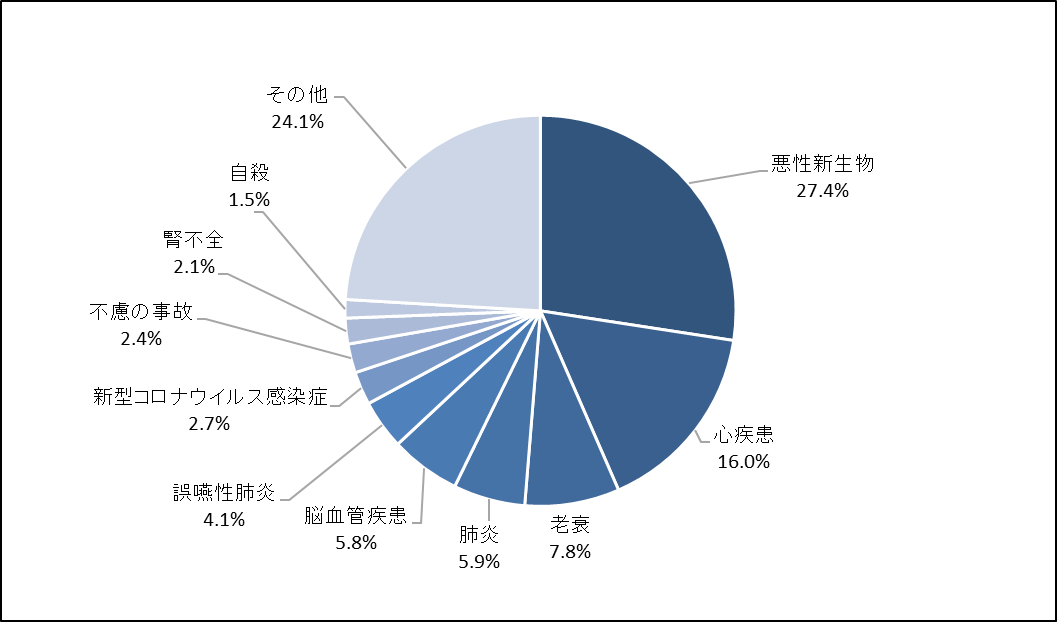 悪性新生物
27.4%
心疾患
16.0%
老衰
7.8%
肺炎
5.9%
脳血管疾患
5.8%
誤嚥性肺炎
4.1%
新型コロナウイルス感染症
2.7%
不慮の事故
2.4%
腎不全
2.1%
自殺
1.5%
その他
24.1%